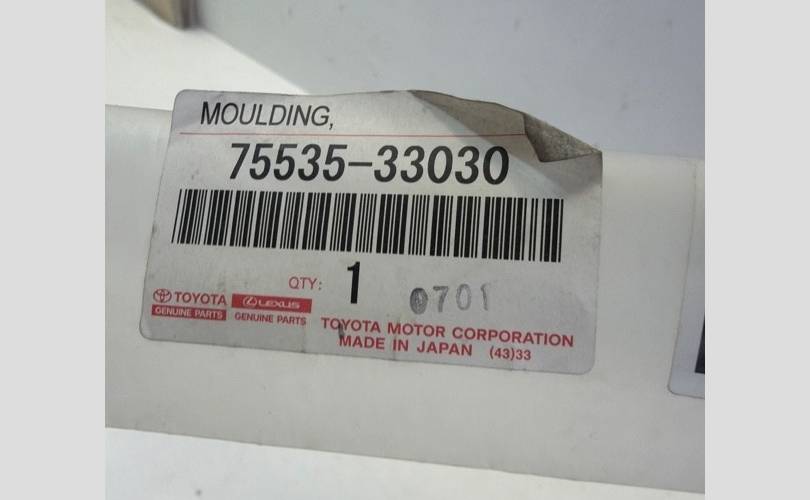 MOULDING,
75535-33030
QTY: 1 0701
TOYOTA LEXUS
GENUINE PARTS GENUINE PARTS
TOYOTA MOTOR CORPORATION
MADE IN JAPAN (43)33